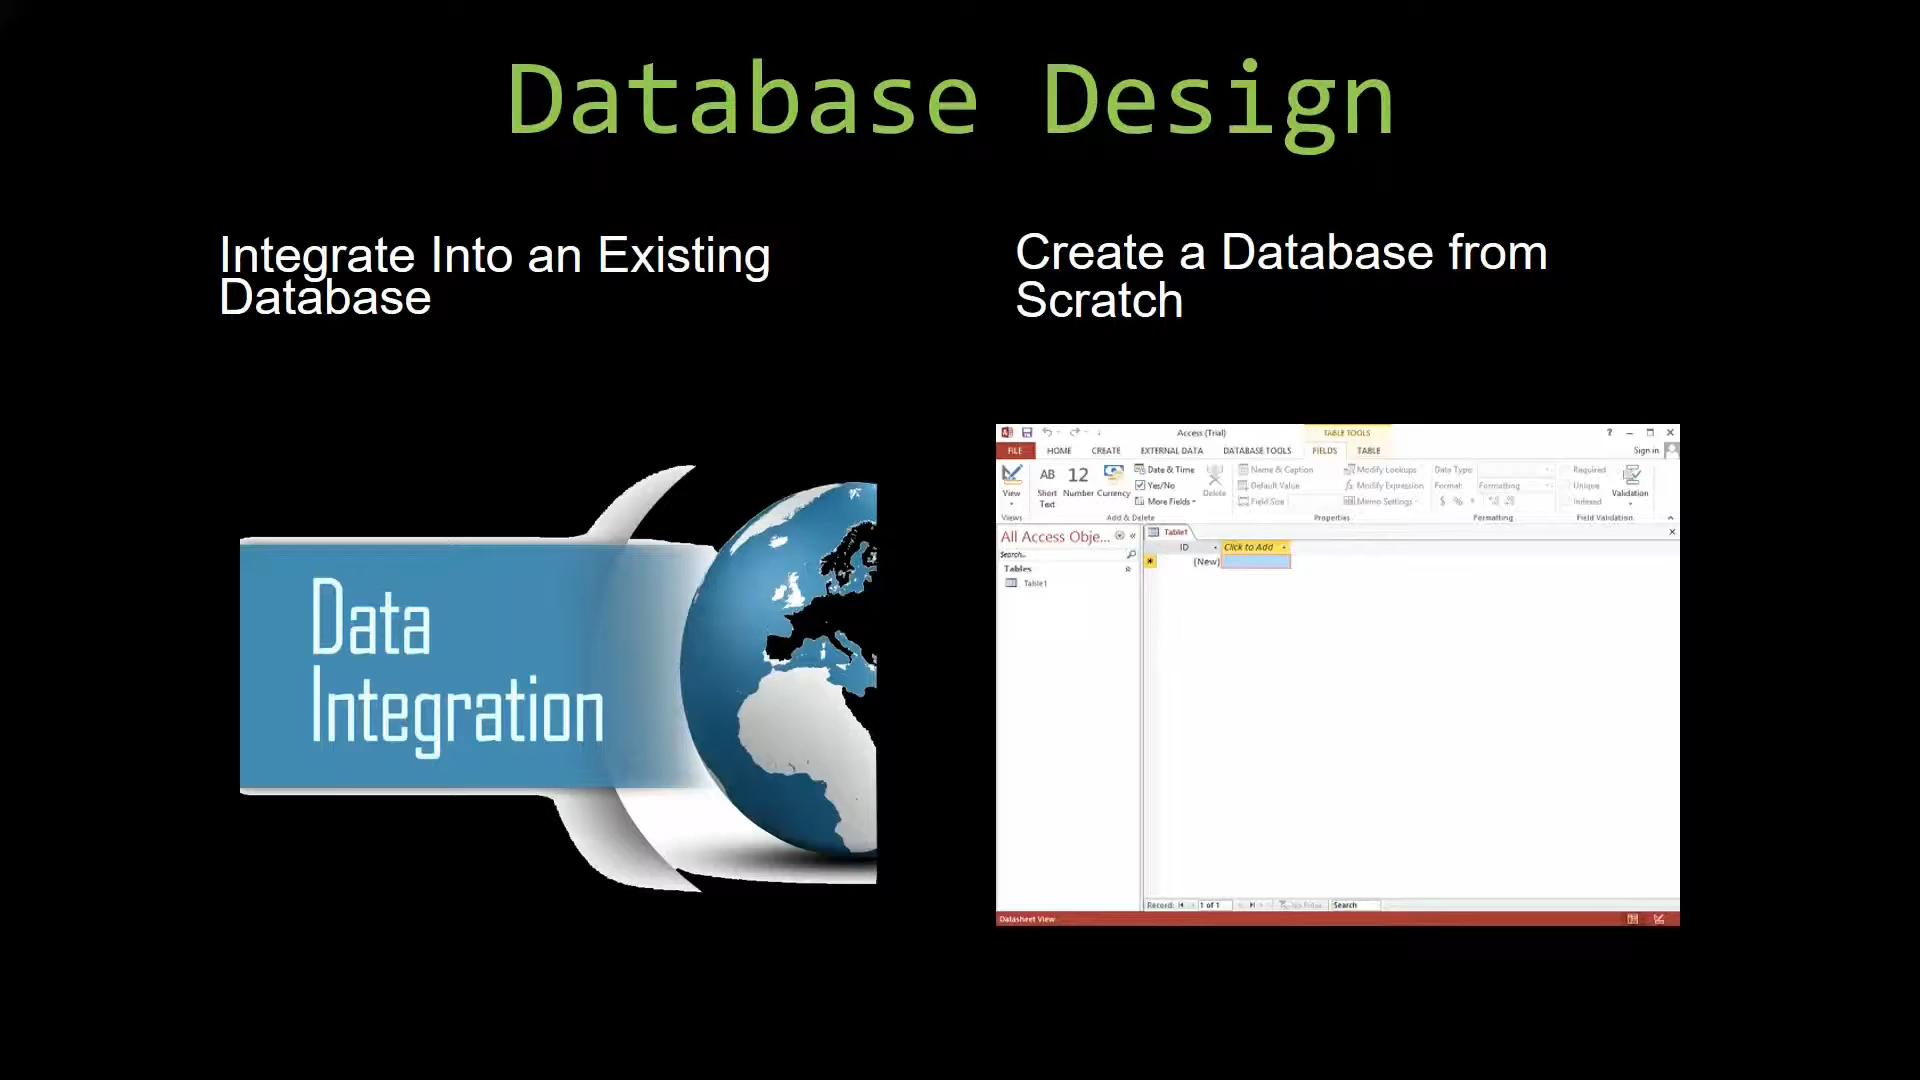 Database Design
Integrate Into an Existing
Database
Create a Database from
Scratch
Data
Integration
Access (Trial)
TABLE TOOLS
?
FILE
HOME
CREATE
EXTERNAL DATA
DATABASE TOOLS
FIELDS
TABLE
Sign in
View
AB
Short
Text
12
Number
Currency
Date & Time
Yes/No
More Fields
Delete
Name & Caption
Default Value
Field Size
Modify Lookups
Modify Expression
Memo Settings
Data Type:
Format: Formatting
$ %
Required
Unique
Indexed
Validation
Views
Add & Delete
Properties
Formatting
Field Validation
All Access Obje...
Search...
Tables
Table1
Table1
ID
Click to Add
(New)
Record:
1 of 1
No Filter
Search
Datasheet View